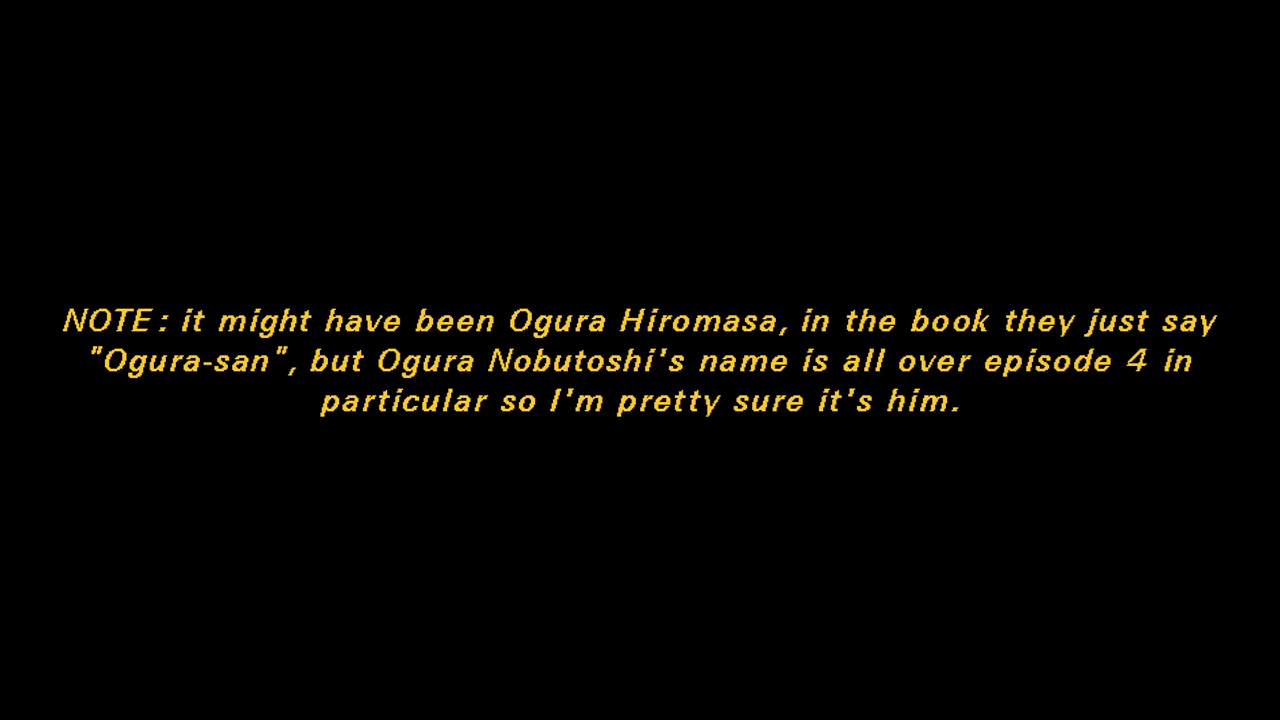 NOTE: it might have been Ogura Hiromasa, in the book they just say
"Ogura-san", but Ogura Nobutoshi's name is all over episode 4 in
particular so I'm pretty sure it's him.